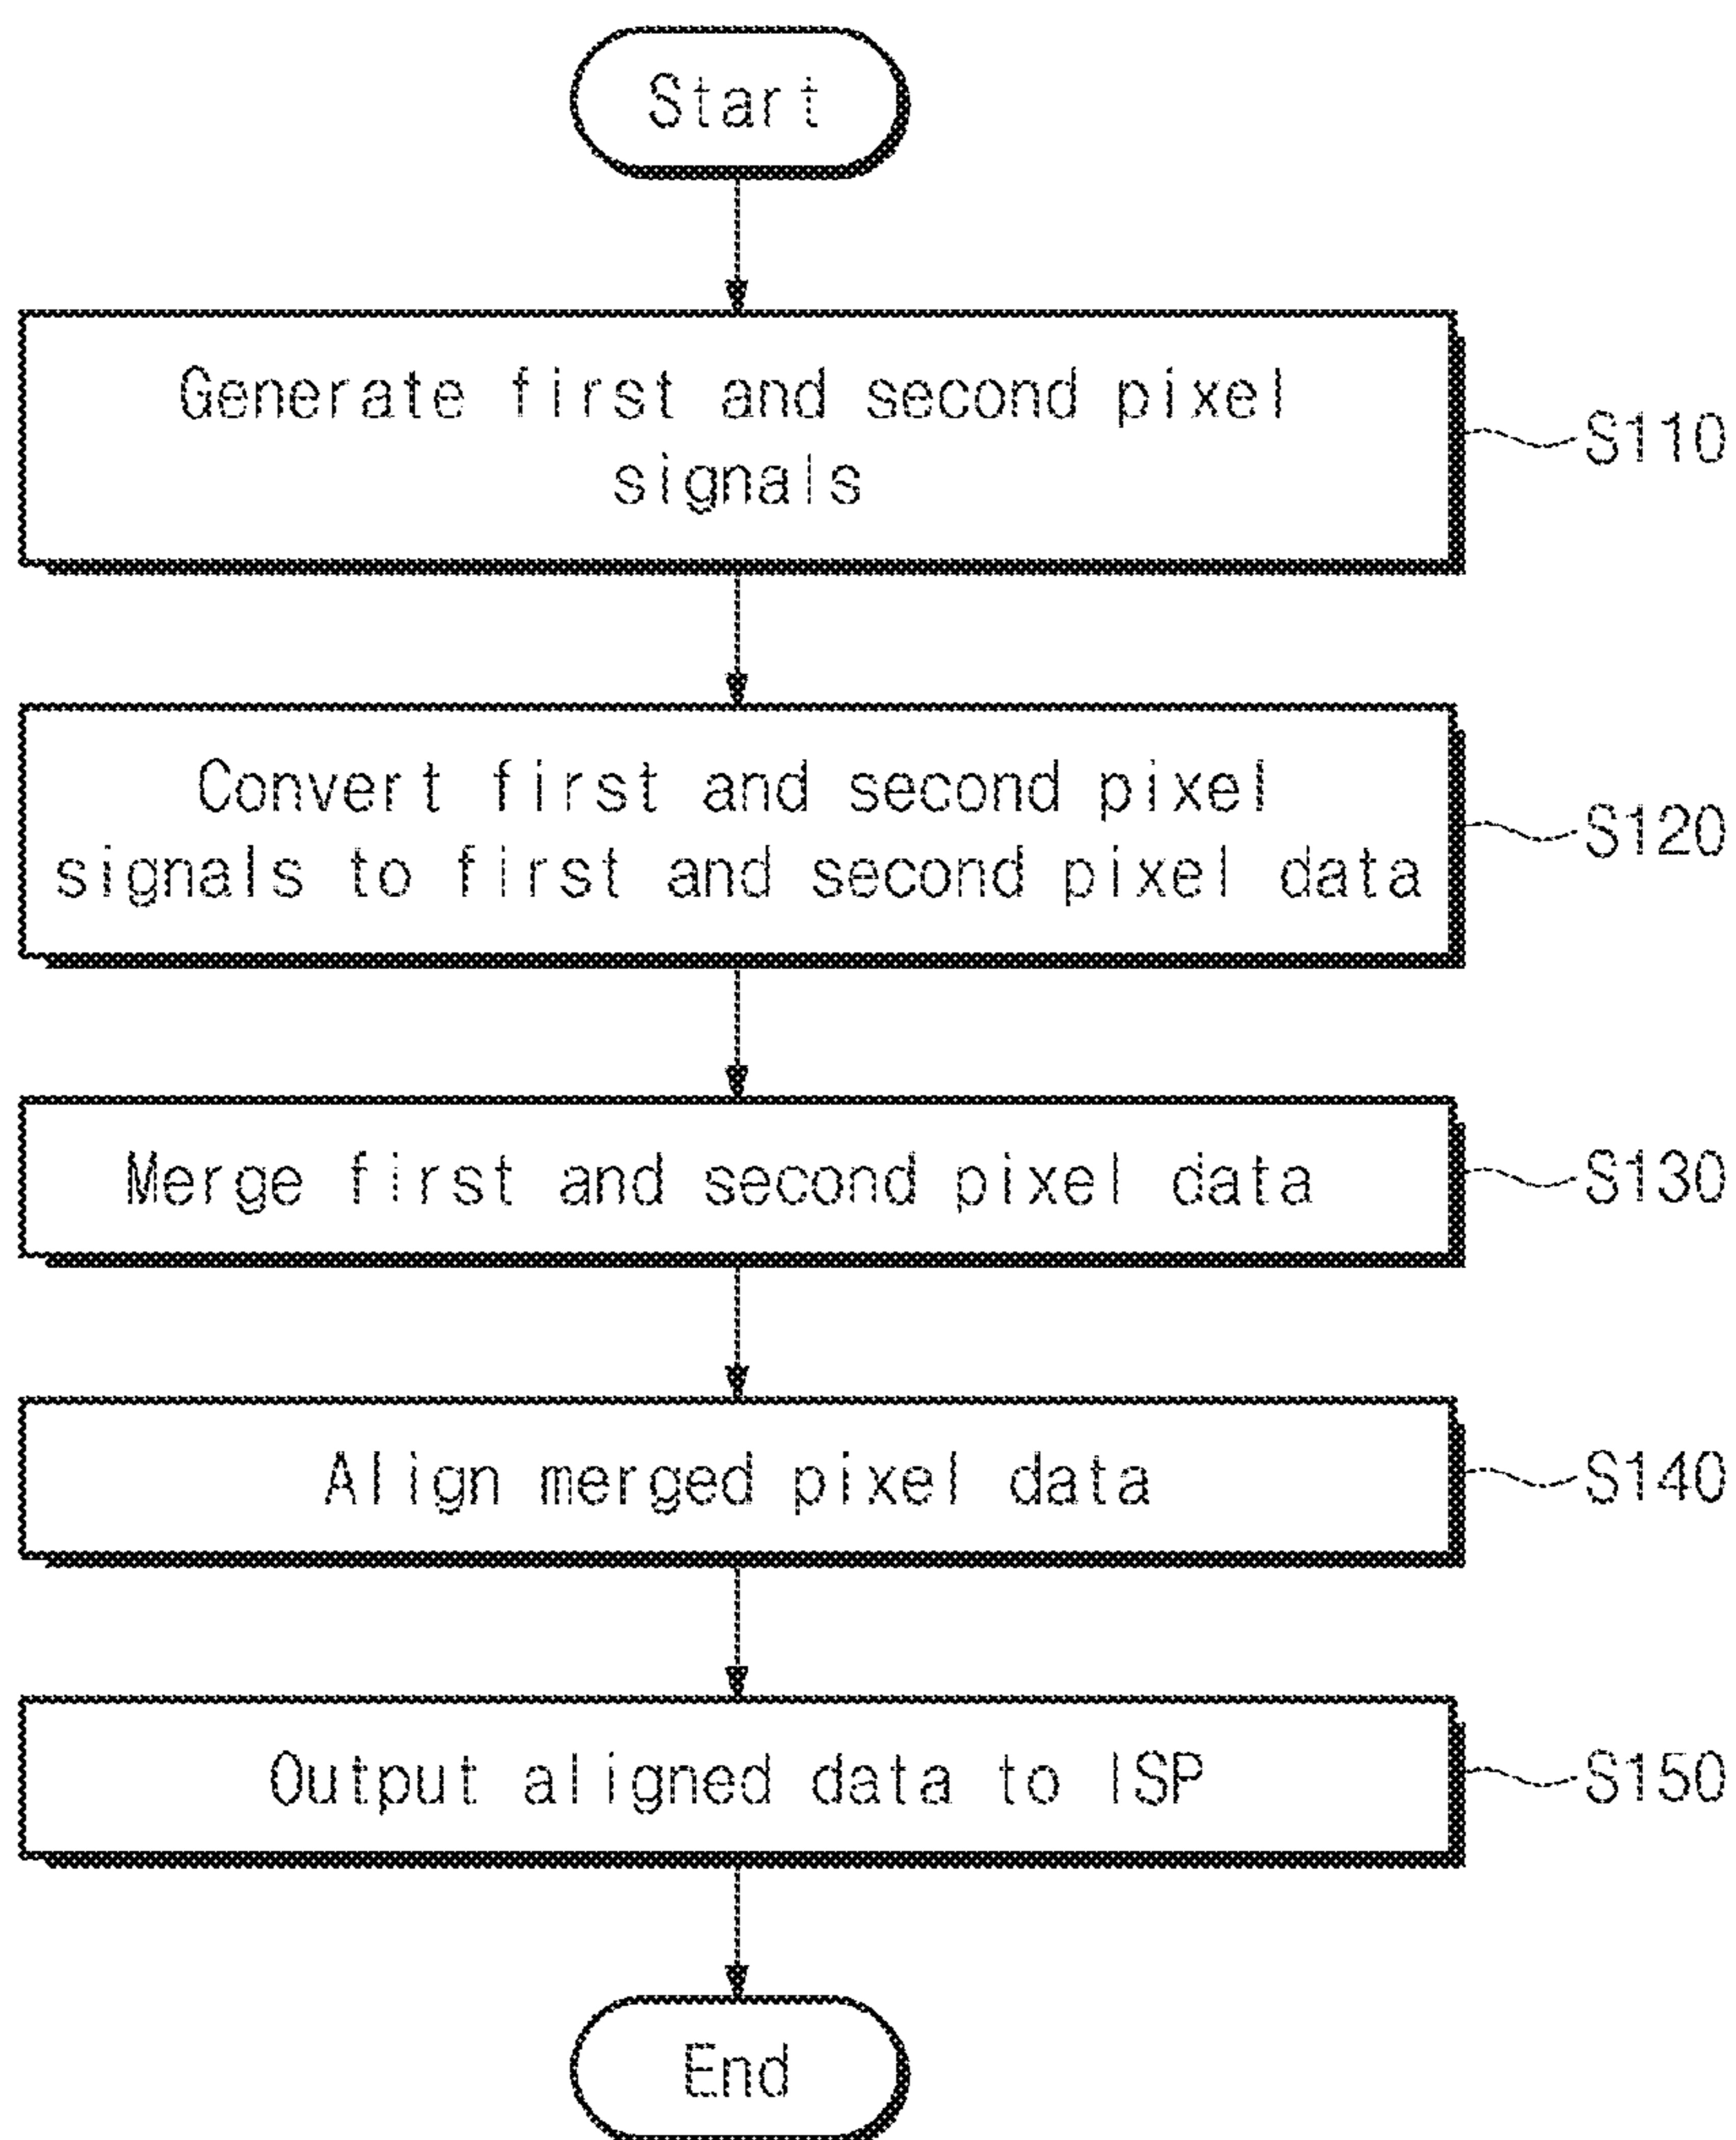 Start
Generate first and second pixel
signals
S110
Convert first and second pixel
signals to first and second pixel data
S120
Merge first and second pixel data
S130
Align merged pixel data
S140
Output aligned data to ISP
S150
End